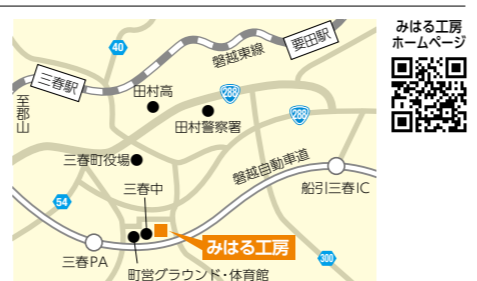 みはる工房
ホームページ
要田駅
40
磐越東線
三春駅
田村高
288
至郡山
田村警察署
288
三春町役場
磐越自動車道
三春中
船引三春IC
54
みはる工房
三春PA
300
町営グラウンド・体育館